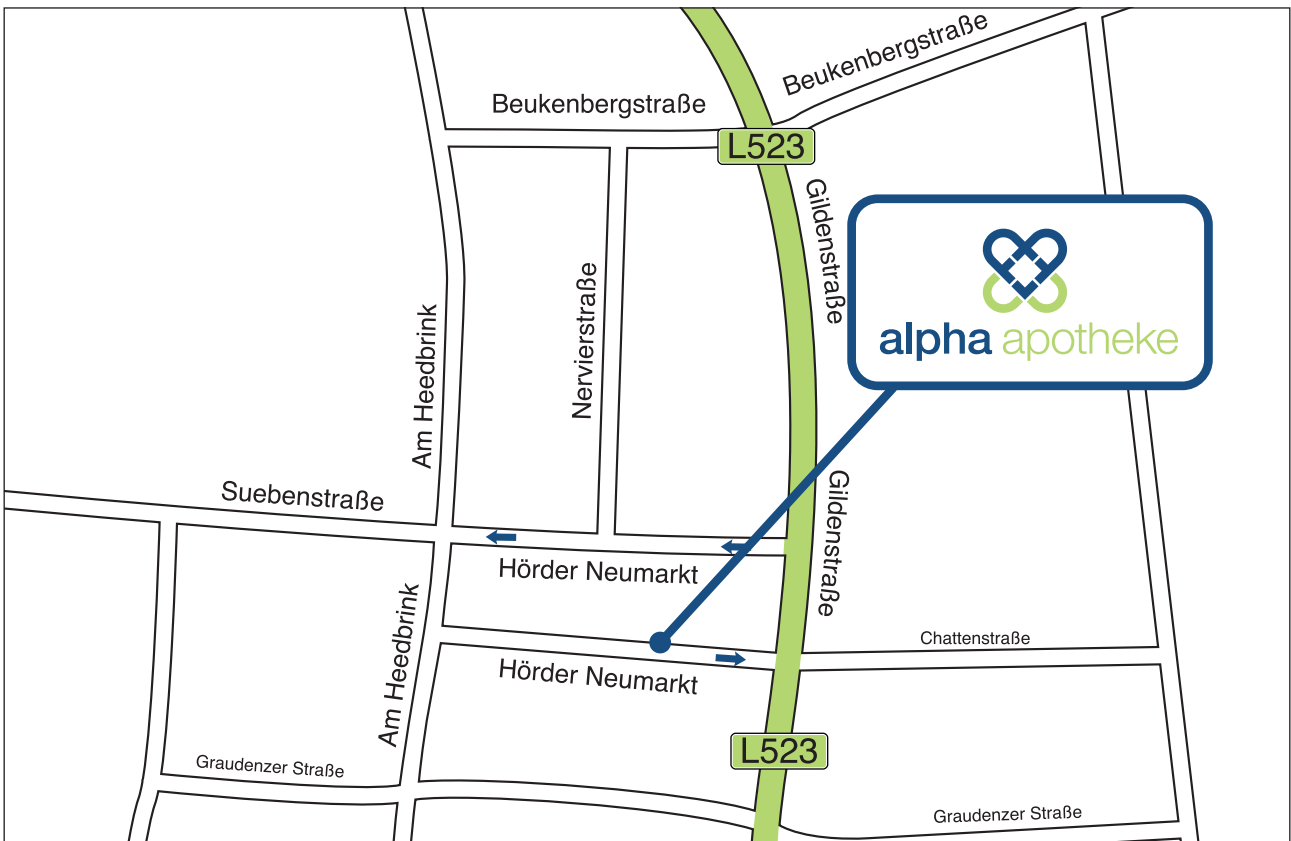 Beukenbergstraße
Beukenbergstraße
L523
Gildenstraße
alpha apotheke
Nervierstraße
Am Heedbrink
Suebenstraße
Gildenstraße
Hörder Neumarkt
Am Heedbrink
Chattenstraße
Hörder Neumarkt
L523
Graudenzer Straße
Graudenzer Straße